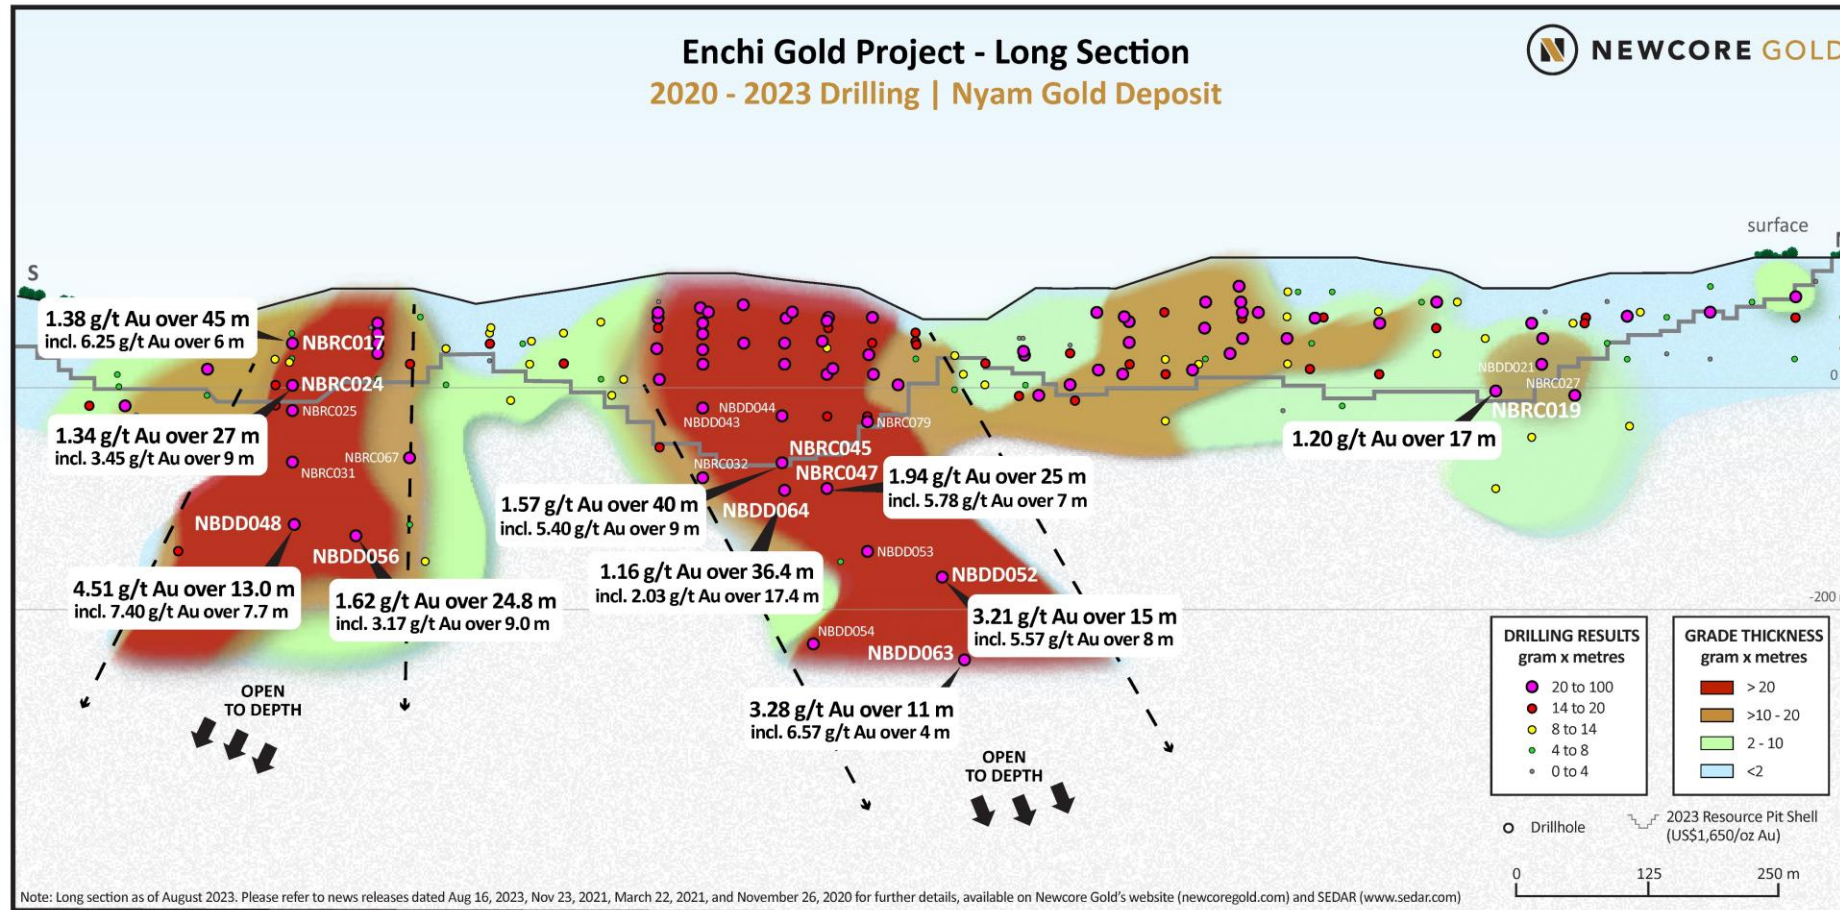 Enchi Gold Project - Long Section
2020 - 2023 Drilling | Nyam Gold Deposit
NEWCORE GOLD
surface
S
1.38 g/t Au over 45 m
incl. 6.25 g/t Au over 6 m
NBRC017
NBRC024
NBRC025
1.34 g/t Au over 27 m
incl. 3.45 g/t Au over 9 m
NBRC031
NBRC067
NBDD048
NBDD056
4.51 g/t Au over 13.0 m
incl. 7.40 g/t Au over 7.7 m
1.62 g/t Au over 24.8 m
incl. 3.17 g/t Au over 9.0 m
OPEN
TO DEPTH
NBDD044
NBDD043
NBRC079
NBRC045
NBRC032
NBRC047
1.94 g/t Au over 25 m
incl. 5.78 g/t Au over 7 m
1.57 g/t Au over 40 m
incl. 5.40 g/t Au over 9 m
NBDD064
NBDD053
1.16 g/t Au over 36.4 m
incl. 2.03 g/t Au over 17.4 m
NBDD052
3.21 g/t Au over 15 m
incl. 5.57 g/t Au over 8 m
NBDD054
NBDD063
3.28 g/t Au over 11 m
incl. 6.57 g/t Au over 4 m
OPEN
TO DEPTH
NBDD021
NBRC027
NBRC019
1.20 g/t Au over 17 m
0
-200
DRILLING RESULTS
gram x metres
20 to 100
14 to 20
8 to 14
4 to 8
0 to 4
GRADE THICKNESS
gram x metres
> 20
>10 - 20
2 - 10
<2
Drillhole
2023 Resource Pit Shell
(US$1,650/oz Au)
0 125 250 m
Note: Long section as of August 2023. Please refer to news releases dated Aug 16, 2023, Nov 23, 2021, March 22, 2021, and November 26, 2020 for further details, available on Newcore Gold's website (newcoregold.com) and SEDAR (www.sedar.com)